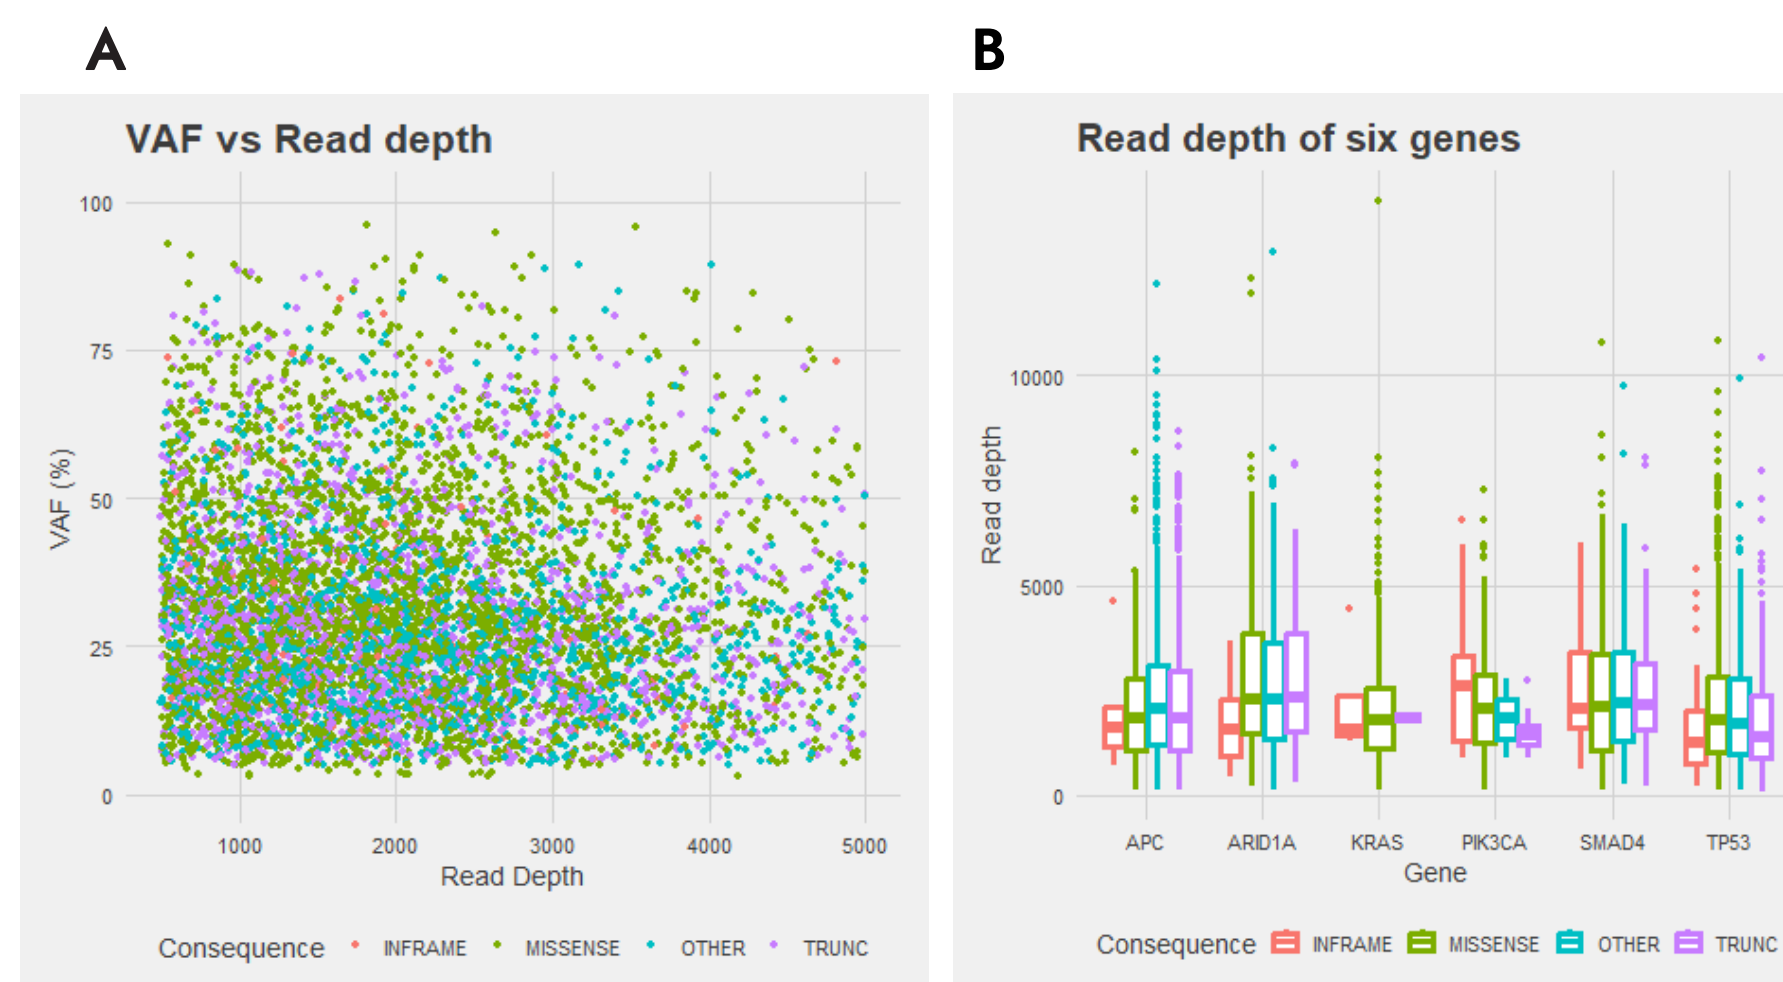 A
VAF vs Read depth
100
75
50
25
0
VAF (%)
1000 2000 3000 4000 5000
Read Depth
Consequence INFRAME MISSENSE OTHER TRUNC
B
Read depth of six genes
10000
5000
0
Read depth
APC ARID1A KRAS PIK3CA SMAD4 TP53
Gene
Consequence INFRAME MISSENSE OTHER TRUNC